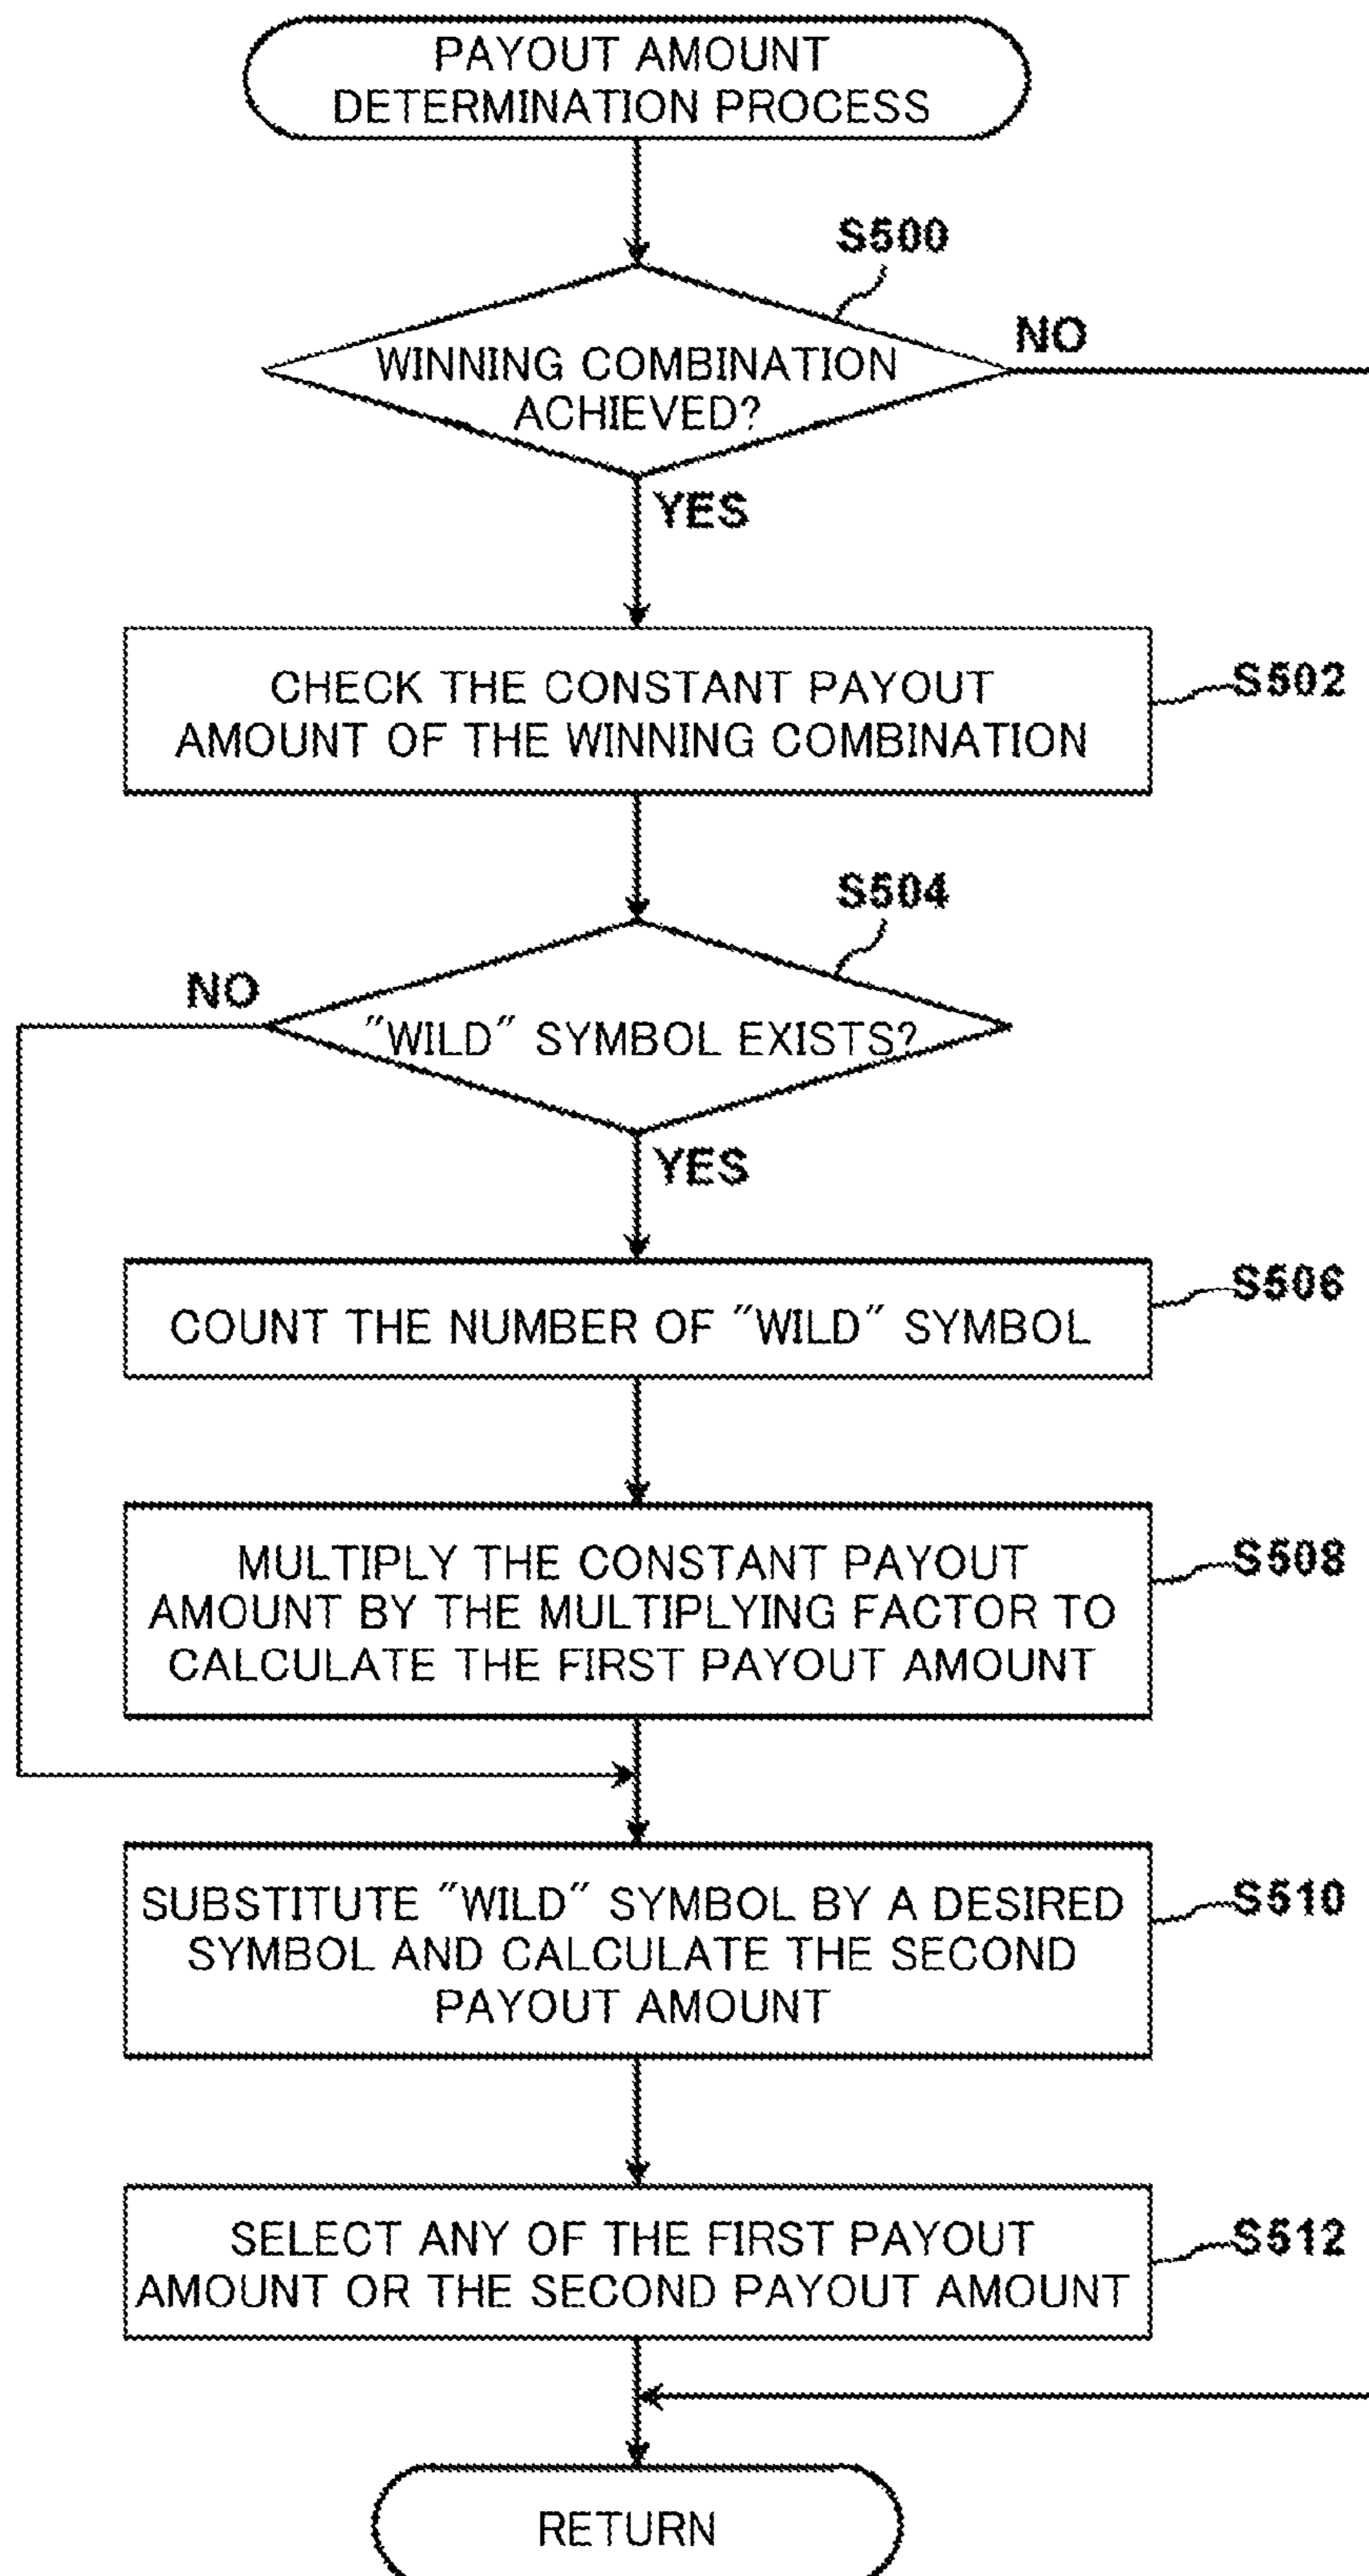 PAYOUT AMOUNT
DETERMINATION PROCESS
S500
WINNING COMBINATION
ACHIEVED?
NO
YES
CHECK THE CONSTANT PAYOUT
AMOUNT OF THE WINNING COMBINATION
S502
S504
NO
"WILD" SYMBOL EXISTS?
YES
COUNT THE NUMBER OF "WILD" SYMBOL
S506
MULTIPLY THE CONSTANT PAYOUT
AMOUNT BY THE MULTIPLYING FACTOR TO
CALCULATE THE FIRST PAYOUT AMOUNT
S508
SUBSTITUTE "WILD" SYMBOL BY A DESIRED
SYMBOL AND CALCULATE THE SECOND
PAYOUT AMOUNT
S510
SELECT ANY OF THE FIRST PAYOUT
AMOUNT OR THE SECOND PAYOUT AMOUNT
S512
RETURN